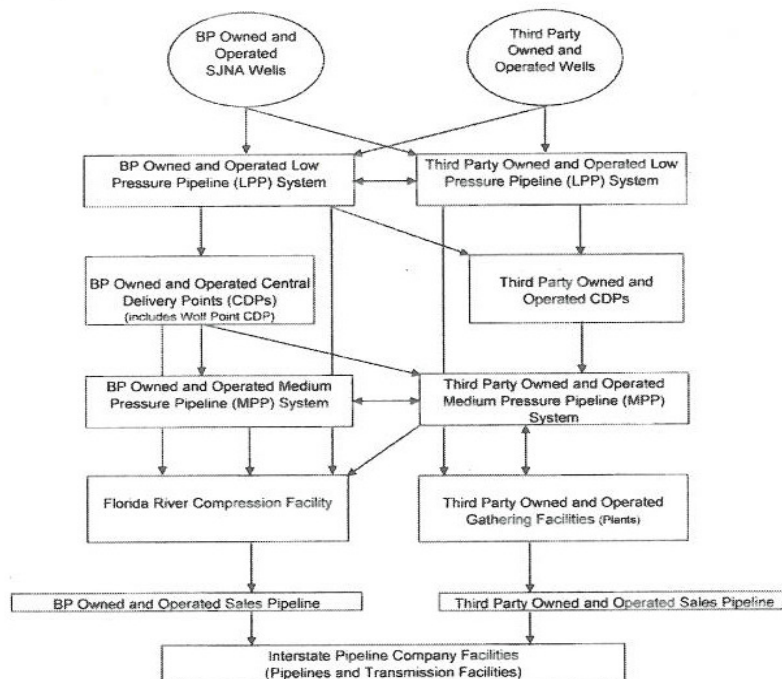 BP Owned and
Operated
SJNA Wells
Third Party
Owned and
Operated Wells
BP Owned and Operated Low
Pressure Pipeline (LPP) System
Third Party Owned and Operated Low
Pressure Pipeline (LPP) System
BP Owned and Operated Central
Delivery Points (CDPs)
(includes Wolf Point CDP)
Third Party Owned and
Operated CDPs
BP Owned and Operated Medium
Pressure Pipeline (MPP) System
Third Party Owned and Operated
Medium Pressure Pipeline (MPP)
System
Florida River Compression Facility
Third Party Owned and Operated
Gathering Facilities (Plants)
BP Owned and Operated Sales Pipeline
Third Party Owned and Operated Sales Pipeline
Interstate Pipeline Company Facilities
(Pipelines and Transmission Facilities)